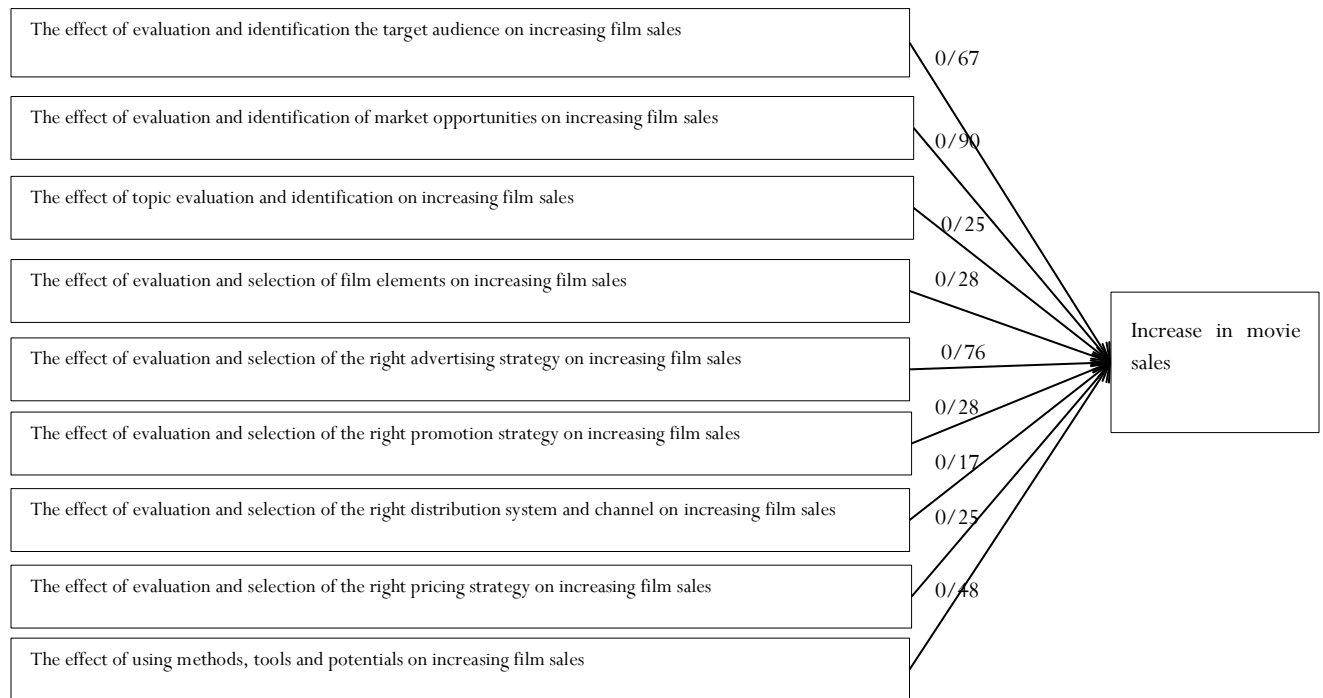 The effect of evaluation and identification the target audience on increasing film sales
0/67
The effect of evaluation and identification of market opportunities on increasing film sales
0/90
The effect of topic evaluation and identification on increasing film sales
0/25
The effect of evaluation and selection of film elements on increasing film sales
0/28
The effect of evaluation and selection of the right advertising strategy on increasing film sales
0/76
The effect of evaluation and selection of the right promotion strategy on increasing film sales
0/28
The effect of evaluation and selection of the right distribution system and channel on increasing film sales
0/17
The effect of evaluation and selection of the right pricing strategy on increasing film sales
0/25
The effect of using methods, tools and potentials on increasing film sales
0/48
Increase in movie
sales